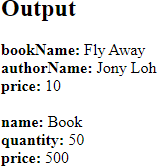 Output
bookName: Fly Away
authorName: Jony Loh
price: 10
name: Book
quantity: 50
price: 500